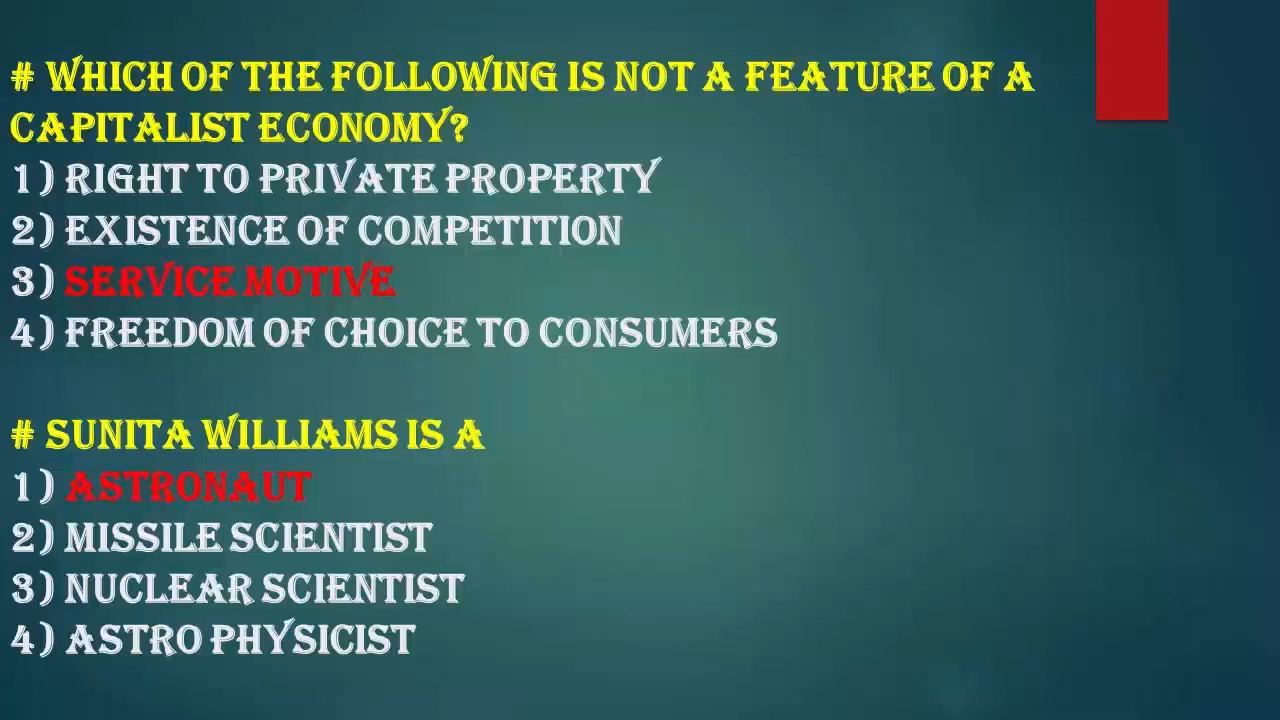 # WHICH OF THE FOLLOWING IS NOT A FEATURE OF A
CAPITALIST ECONOMY?
1) RIGHT TO PRIVATE PROPERTY
2) EXISTENCE OF COMPETITION
3) SERVICE MOTIVE
4) FREEDOM OF CHOICE TO CONSUMERS
# SUNITA WILLIAMS IS A
1) ASTRONAUT
2) MISSILE SCIENTIST
3) NUCLEAR SCIENTIST
4) ASTRO PHYSICIST